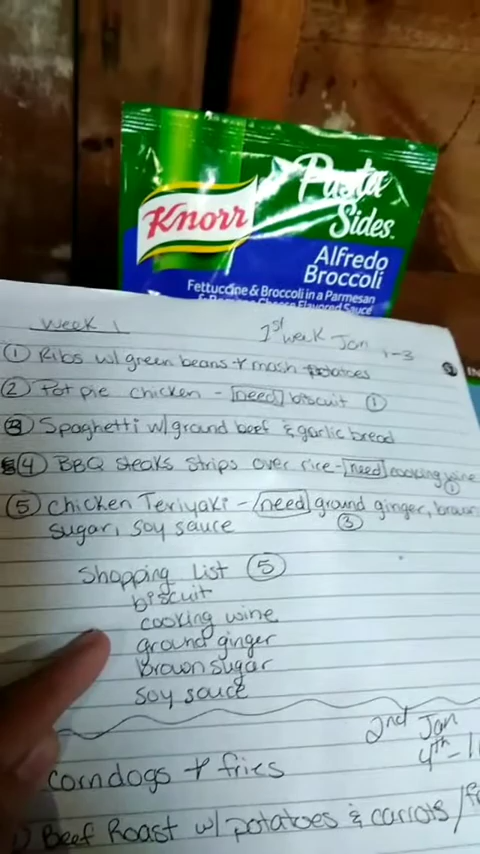 Knorr
Pasta
Sides
Alfredo
Broccoli
Fettuccine & Broccoli in a Parmesan
Cheese Flavored Sauce
Week 1
1st week Jan 1-3
① Ribs w/ green beans + mash potatoes
② Pot pie chicken - need biscuit ①
③ Spaghetti w/ground beef & garlic bread
④ BBQ steaks strips over rice - need cooking wine
①
⑤ Chicken Teriyaki - need ground ginger, brown
sugar, soy sauce ③
Shopping List ⑤
biscuit
cooking wine
ground ginger
brown sugar
soy sauce
2nd Jan
4th -
corndogs + fries
Beef Roast w/ potatoes & carrots /